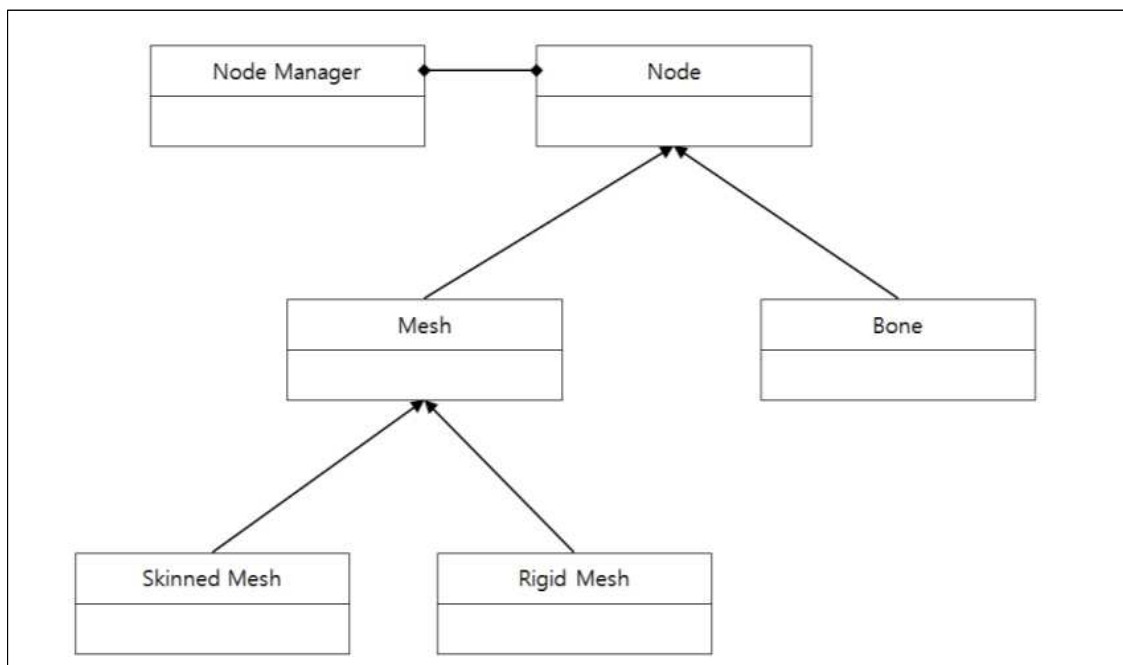 Node Manager
Node
Mesh
Bone
Skinned Mesh
Rigid Mesh